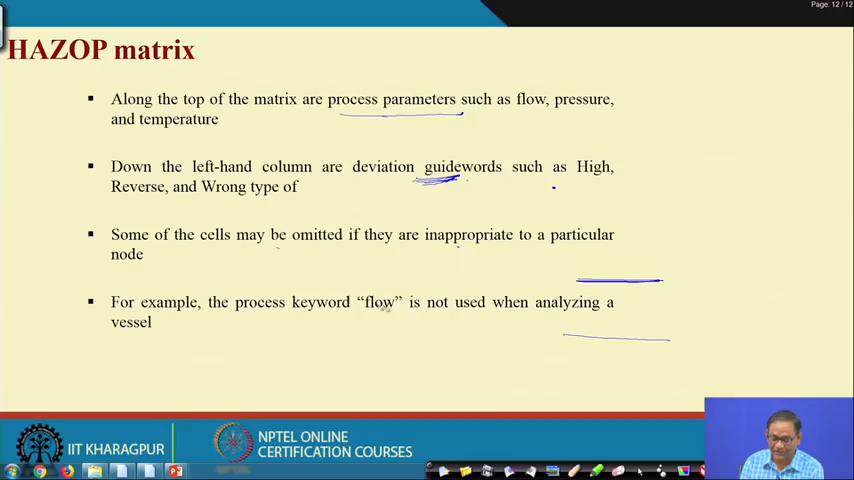 Page: 12 / 12
HAZOP matrix
▪ Along the top of the matrix are process parameters such as flow, pressure,
and temperature
▪ Down the left-hand column are deviation guidewords such as High,
Reverse, and Wrong type of
▪ Some of the cells may be omitted if they are inappropriate to a particular
node
▪ For example, the process keyword “flow” is not used when analyzing a
vessel
IIT KHARAGPUR
NPTEL ONLINE
CERTIFICATION COURSES